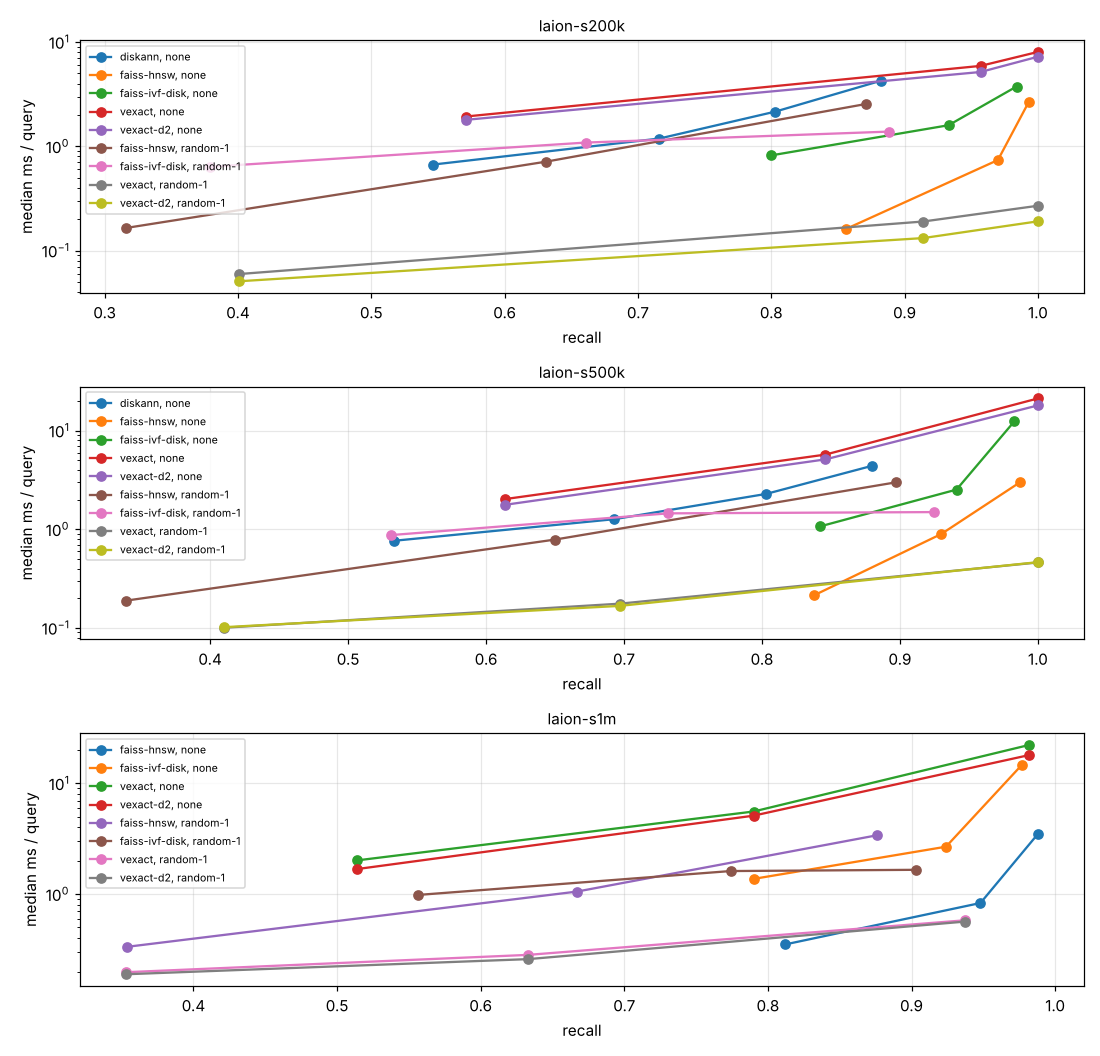 laion-s200k
10¹
10⁰
10⁻¹
median ms / query
diskann, none
faiss-hnsw, none
faiss-ivf-disk, none
vexact, none
vexact-d2, none
faiss-hnsw, random-1
faiss-ivf-disk, random-1
vexact, random-1
vexact-d2, random-1
0.3 0.4 0.5 0.6 0.7 0.8 0.9 1.0
recall
laion-s500k
10¹
10⁰
10⁻¹
median ms / query
diskann, none
faiss-hnsw, none
faiss-ivf-disk, none
vexact, none
vexact-d2, none
faiss-hnsw, random-1
faiss-ivf-disk, random-1
vexact, random-1
vexact-d2, random-1
0.4 0.5 0.6 0.7 0.8 0.9 1.0
recall
laion-s1m
10¹
10⁰
median ms / query
faiss-hnsw, none
faiss-ivf-disk, none
vexact, none
vexact-d2, none
faiss-hnsw, random-1
faiss-ivf-disk, random-1
vexact, random-1
vexact-d2, random-1
0.4 0.5 0.6 0.7 0.8 0.9 1.0
recall